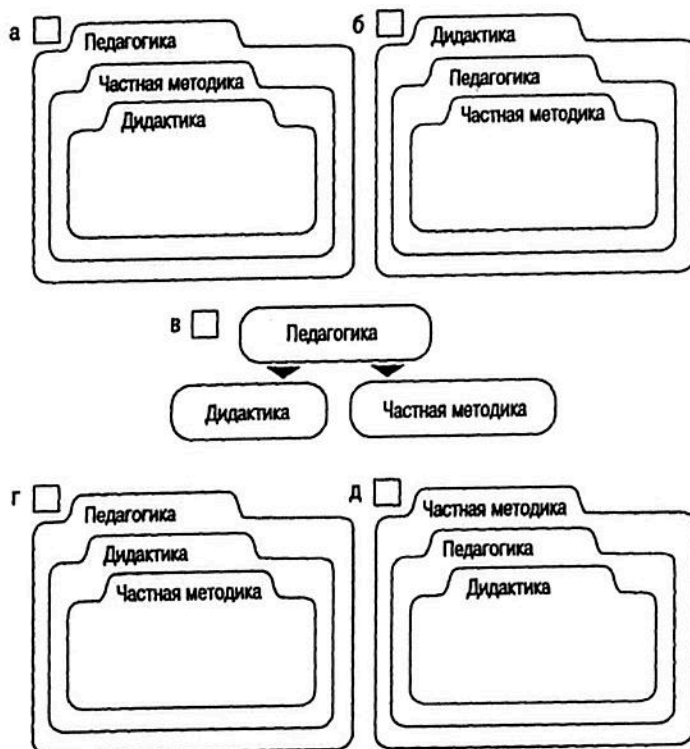 а
Педагогика
Частная методика
Дидактика
б
Дидактика
Педагогика
Частная методика
в
Педагогика
Дидактика
Частная методика
г
Педагогика
Дидактика
Частная методика
д
Частная методика
Педагогика
Дидактика